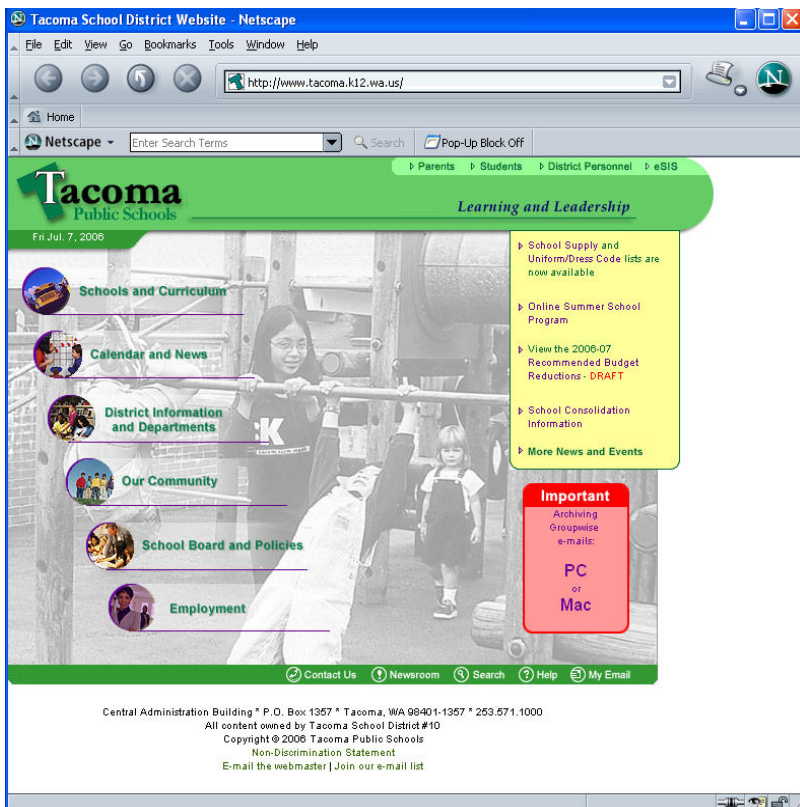 Tacoma School District Website - Netscape
File Edit View Go Bookmarks Tools Window Help
http://www.tacoma.k12.wa.us/
N
Home
Netscape Enter Search Terms Search Pop-Up Block Off
Parents Students District Personnel eSIS
Tacoma
Public Schools
Learning and Leadership
Fri Jul. 7, 2006
School Supply and
Uniform/Dress Code lists are
now available
Online Summer School
Program
View the 2006-07
Recommended Budget
Reductions - DRAFT
School Consolidation
Information
More News and Events
Schools and Curriculum
Calendar and News
District Information
and Departments
Our Community
School Board and Policies
Employment
K
Important
Archiving
Groupwise
e-mails:
PC
or
Mac
Contact Us Newsroom Search Help My Email
Central Administration Building * P.O. Box 1357 * Tacoma, WA 98401-1357 * 253.571.1000
All content owned by Tacoma School District #10
Copyright © 2006 Tacoma Public Schools
Non-Discrimination Statement
E-mail the webmaster | Join our e-mail list